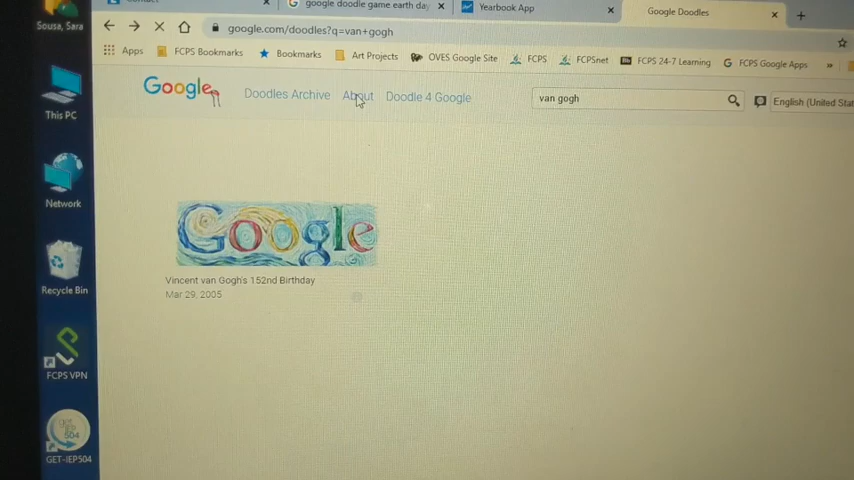 google doodle game earth day
Yearbook App
Google Doodles
google.com/doodles?q=van+gogh
Apps
FCPS Bookmarks
Bookmarks
Art Projects
OVES Google Site
FCPS
FCPSnet
FCPS 24-7 Learning
FCPS Google Apps
»
Google
Doodles Archive
About
Doodle 4 Google
van gogh
English (United Stat
Google
Vincent van Gogh's 152nd Birthday
Mar 29, 2005
Sousa, Sara
This PC
Network
Recycle Bin
FCPS VPN
GET-IEP504